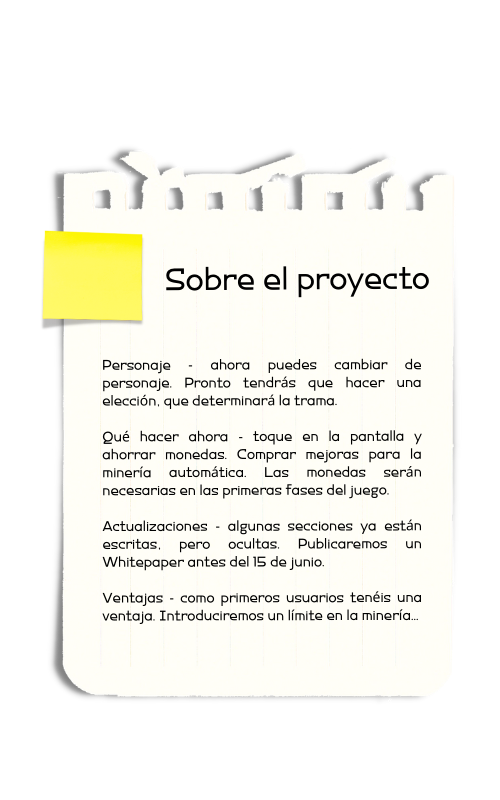 Sobre el proyecto
Personaje - ahora puedes cambiar de
personaje. Pronto tendrás que hacer una
elección, que determinará la trama.
Qué hacer ahora - toque en la pantalla y
ahorrar monedas. Comprar mejoras para la
minería automática. Las monedas serán
necesarias en las primeras fases del juego.
Actualizaciones - algunas secciones ya están
escritas, pero ocultas. Publicaremos un
Whitepaper antes del 15 de junio.
Ventajas - como primeros usuarios tenéis una
ventaja. Introduciremos un límite en la minería...